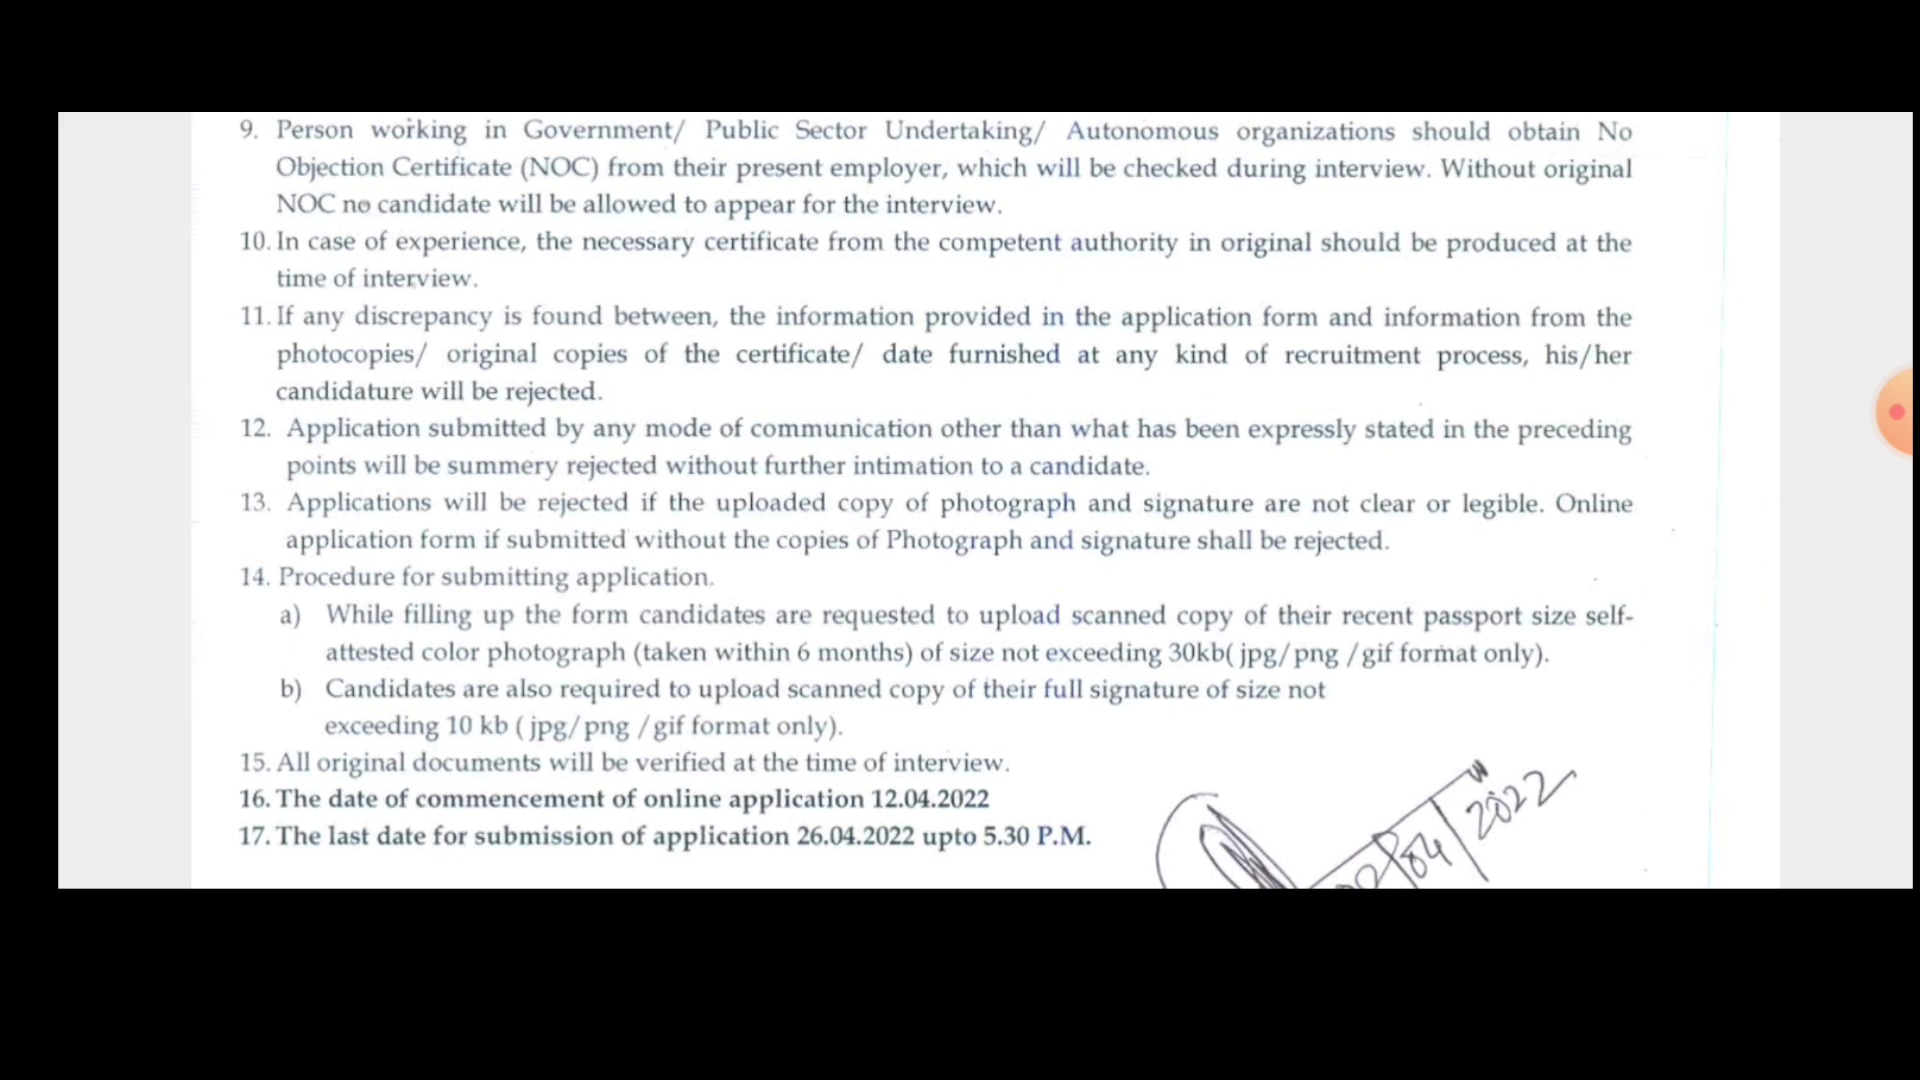 9. Person working in Government/ Public Sector Undertaking/ Autonomous organizations should obtain No
Objection Certificate (NOC) from their present employer, which will be checked during interview. Without original
NOC no candidate will be allowed to appear for the interview.
10. In case of experience, the necessary certificate from the competent authority in original should be produced at the
time of interview.
11. If any discrepancy is found between, the information provided in the application form and information from the
photocopies/ original copies of the certificate/ date furnished at any kind of recruitment process, his/her
candidature will be rejected.
12. Application submitted by any mode of communication other than what has been expressly stated in the preceding
points will be summery rejected without further intimation to a candidate.
13. Applications will be rejected if the uploaded copy of photograph and signature are not clear or legible. Online
application form if submitted without the copies of Photograph and signature shall be rejected.
14. Procedure for submitting application.
a) While filling up the form candidates are requested to upload scanned copy of their recent passport size self-
attested color photograph (taken within 6 months) of size not exceeding 30kb( jpg/png /gif format only).
b) Candidates are also required to upload scanned copy of their full signature of size not
exceeding 10 kb ( jpg/png /gif format only).
15. All original documents will be verified at the time of interview.
16. The date of commencement of online application 12.04.2022
17. The last date for submission of application 26.04.2022 upto 5.30 P.M.
/04/2022